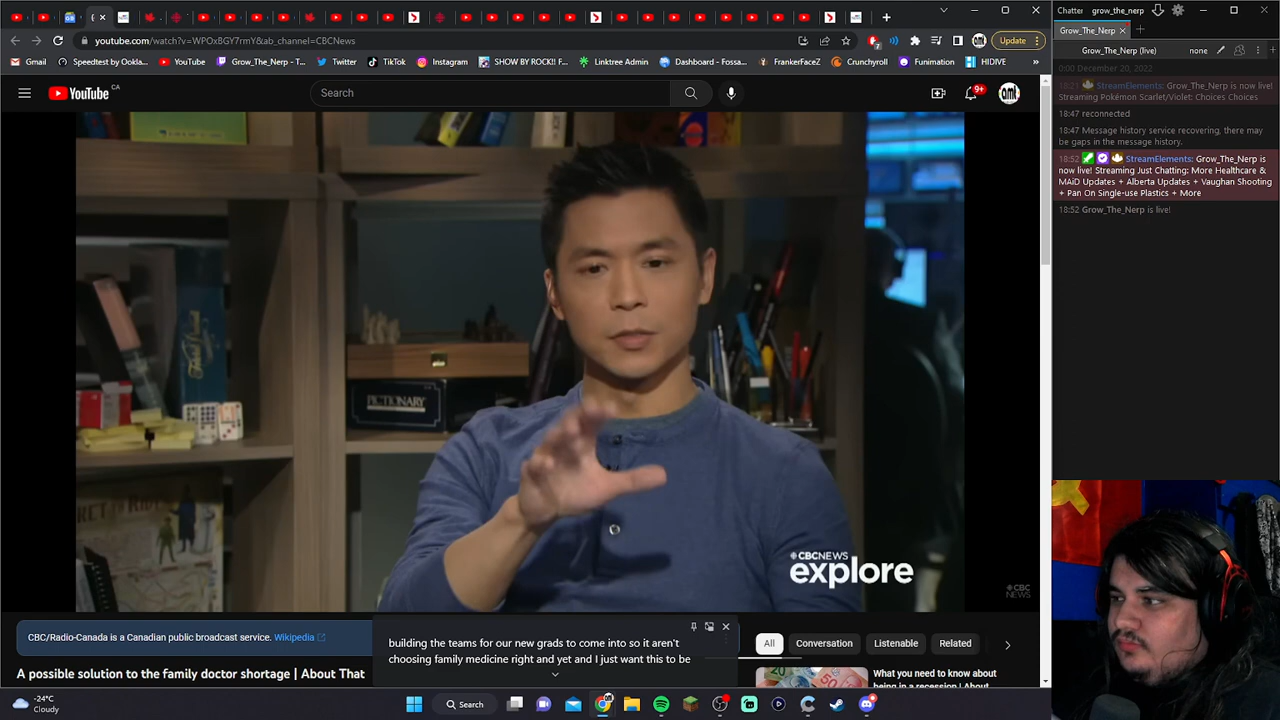 youtube.com/watch?v=WPOxBGY7rmY&ab_channel=CBCNews
Update
Gmail
Speedtest by Ookla...
YouTube
Grow_The_Nerp - T...
Twitter
TikTok
Instagram
SHOW BY ROCK!! F...
Linktree Admin
Dashboard – Fossa...
FrankerFaceZ
Crunchyroll
Funimation
HIDIVE
YouTube CA
Search
9+
PICTIONARY
CBCNEWS
explore
CBC
NEWS
CBC/Radio-Canada is a Canadian public broadcast service. Wikipedia
building the teams for our new grads to come into so it aren't
choosing family medicine right and yet and I just want this to be
A possible solution to the family doctor shortage | About That
All
Conversation
Listenable
Related
What you need to know about
being in a recession | About
-24°C
Cloudy
Search
Chatter
grow_the_nerp
Grow_The_Nerp
Grow_The_Nerp (live)
none
0:00 December 20, 2022
18:21 StreamElements: Grow_The_Nerp is now live!
Streaming Pokémon Scarlet/Violet: Choices Choices
18:47 reconnected
18:47 Message history service recovering, there may
be gaps in the message history.
18:52 StreamElements: Grow_The_Nerp is
now live! Streaming Just Chatting: More Healthcare &
MAiD Updates + Alberta Updates + Vaughan Shooting
+ Pan On Single-use Plastics + More
18:52 Grow_The_Nerp is live!